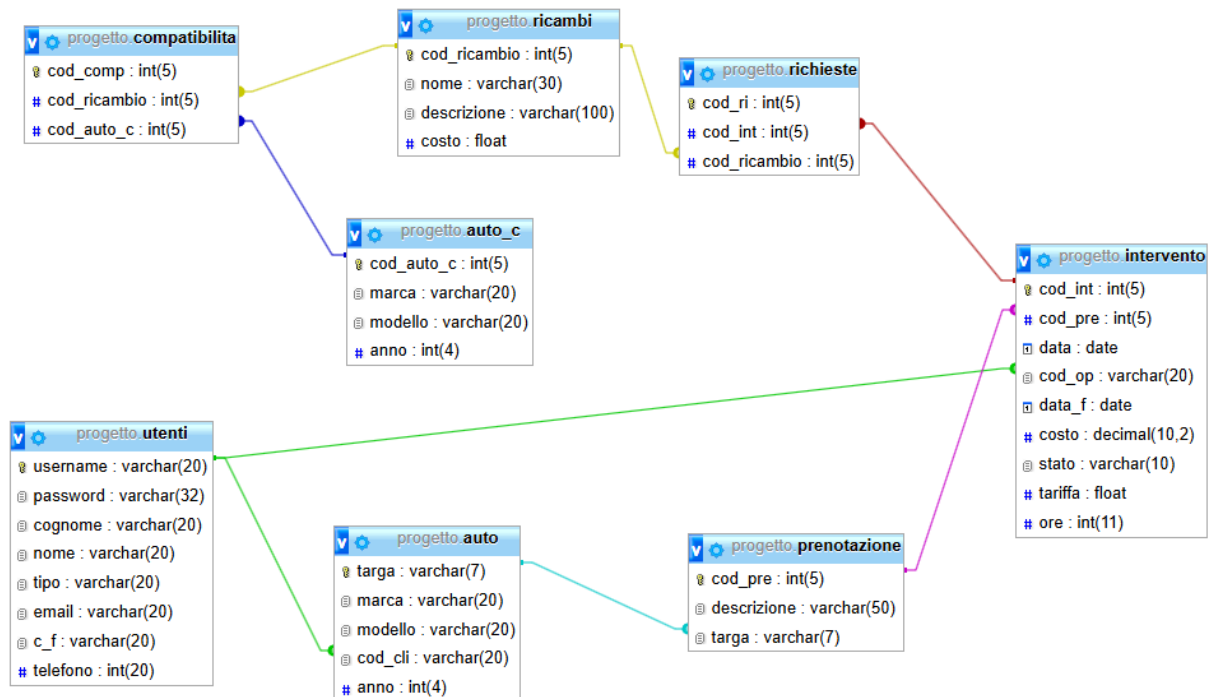 progetto.compatibilita
cod_comp : int(5)
cod_ricambio : int(5)
cod_auto_c : int(5)
progetto.ricambi
cod_ricambio : int(5)
nome : varchar(30)
descrizione : varchar(100)
costo : float
progetto.richieste
cod_ri : int(5)
cod_int : int(5)
cod_ricambio : int(5)
progetto.auto_c
cod_auto_c : int(5)
marca : varchar(20)
modello : varchar(20)
anno : int(4)
progetto.intervento
cod_int : int(5)
cod_pre : int(5)
data : date
cod_op : varchar(20)
data_f : date
costo : decimal(10,2)
stato : varchar(10)
tariffa : float
ore : int(11)
progetto.utenti
username : varchar(20)
password : varchar(32)
cognome : varchar(20)
nome : varchar(20)
tipo : varchar(20)
email : varchar(20)
c_f : varchar(20)
telefono : int(20)
progetto.auto
targa : varchar(7)
marca : varchar(20)
modello : varchar(20)
cod_cli : varchar(20)
anno : int(4)
progetto.prenotazione
cod_pre : int(5)
descrizione : varchar(50)
targa : varchar(7)